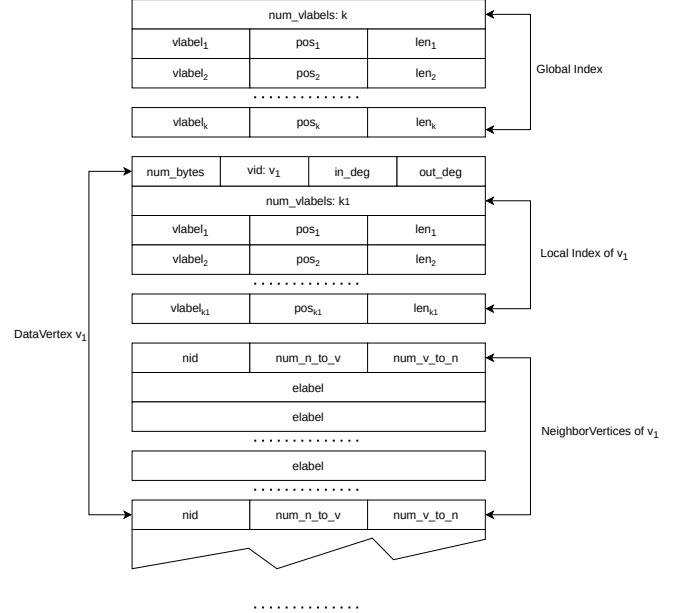 num_vlabels: k
vlabel1 pos1 len1
Global Index
vlabel2 pos2 len2
..............
vlabelk posk lenk
num_bytes vid: v1 in_deg out_deg
num_vlabels: k1
vlabel1 pos1 len1
Local Index of v1
vlabel2 pos2 len2
..............
vlabelk1 posk1 lenk1
DataVertex v1
nid num_n_to_v num_v_to_n
elabel
elabel
NeighborVertices of v1
..............
elabel
..............
nid num_n_to_v num_v_to_n
..............